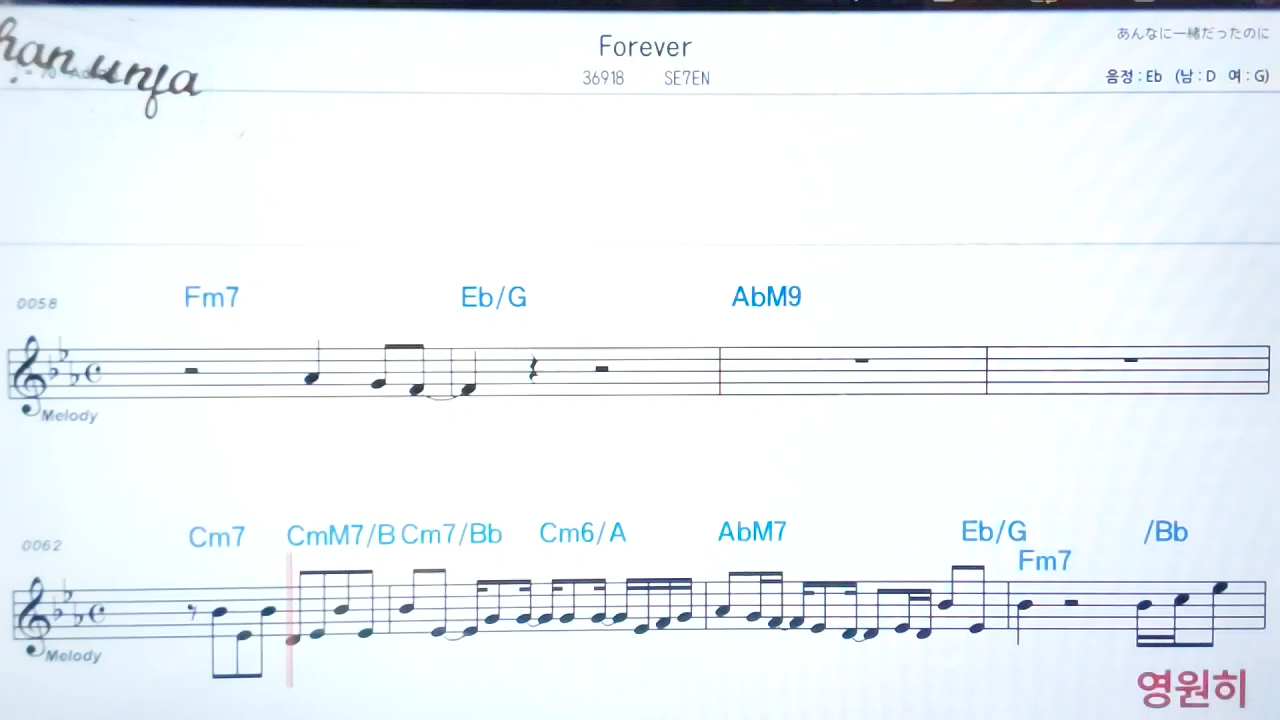 Forever
あんなに一緒だったのに
han unja
36918 SE7EN
음정 : Eb (남 : D 여 : G)
0058 Fm7 Eb/G AbM9
Melody
0062 Cm7 CmM7/B Cm7/Bb Cm6/A AbM7 Eb/G /Bb
Fm7
Melody
영원히